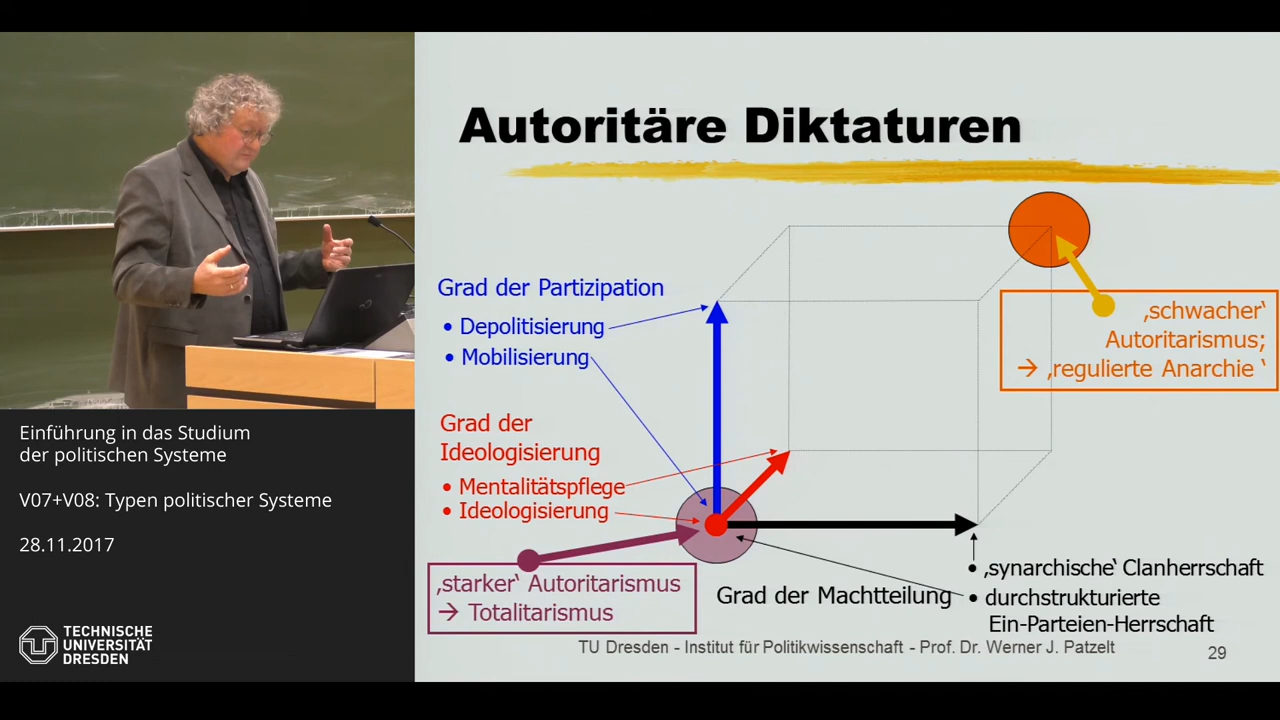 Autoritäre Diktaturen
Grad der Partizipation
• Depolitisierung
• Mobilisierung
Grad der
Ideologisierung
• Mentalitätspflege
• Ideologisierung
‚starker‘ Autoritarismus
→ Totalitarismus
‚schwacher‘
Autoritarismus;
→ ‚regulierte Anarchie ‘
Grad der Machtteilung
• ‚synarchische‘ Clanherrschaft
• durchstrukturierte
Ein-Parteien-Herrschaft
TU Dresden - Institut für Politikwissenschaft - Prof. Dr. Werner J. Patzelt
29
Einführung in das Studium
der politischen Systeme
V07+V08: Typen politischer Systeme
28.11.2017
TECHNISCHE
UNIVERSITÄT
DRESDEN